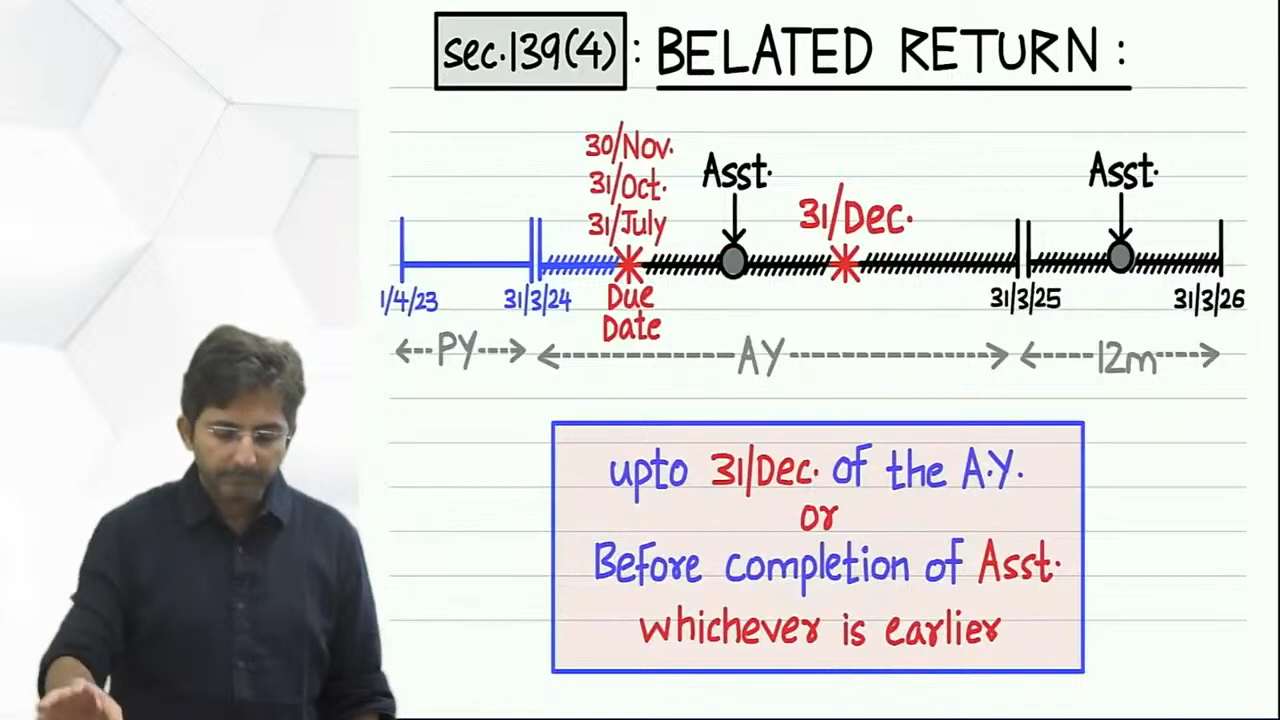 sec.139(4) : BELATED RETURN :
30/Nov.
31/Oct.
31/July
Asst.
31/Dec.
Asst.
1/4/23
31/3/24
Due
Date
31/3/25
31/3/26
PY
AY
12m
upto 31/Dec. of the A.Y.
or
Before completion of Asst.
whichever is earlier